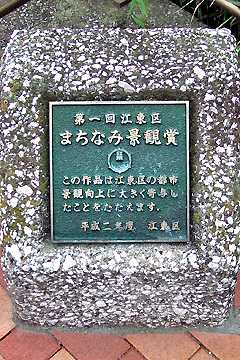 第一回江東区
まちなみ景観賞
この作品は江東区の都市
景観向上に大きく寄与し
たことをたたえます。
平成二年度 江東区